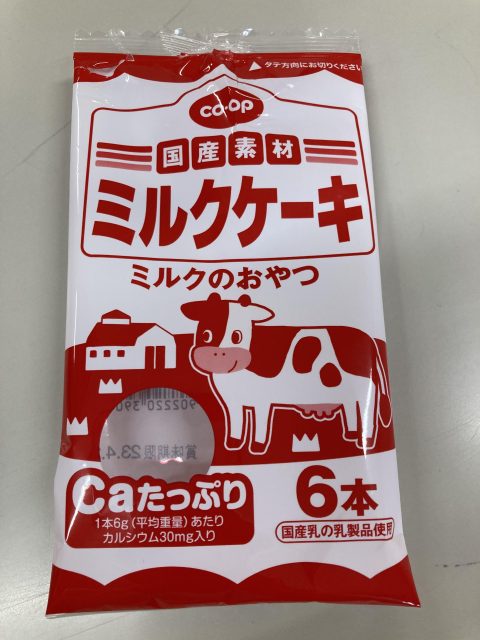 ▲タテ方向にお切りください
CO·OP
国産素材
ミルクケーキ
ミルクのおやつ
902220390
賞味期限23.4.
Caたっぷり
1本6g(平均重量)あたり
カルシウム30mg入り
6本
国産乳の乳製品使用